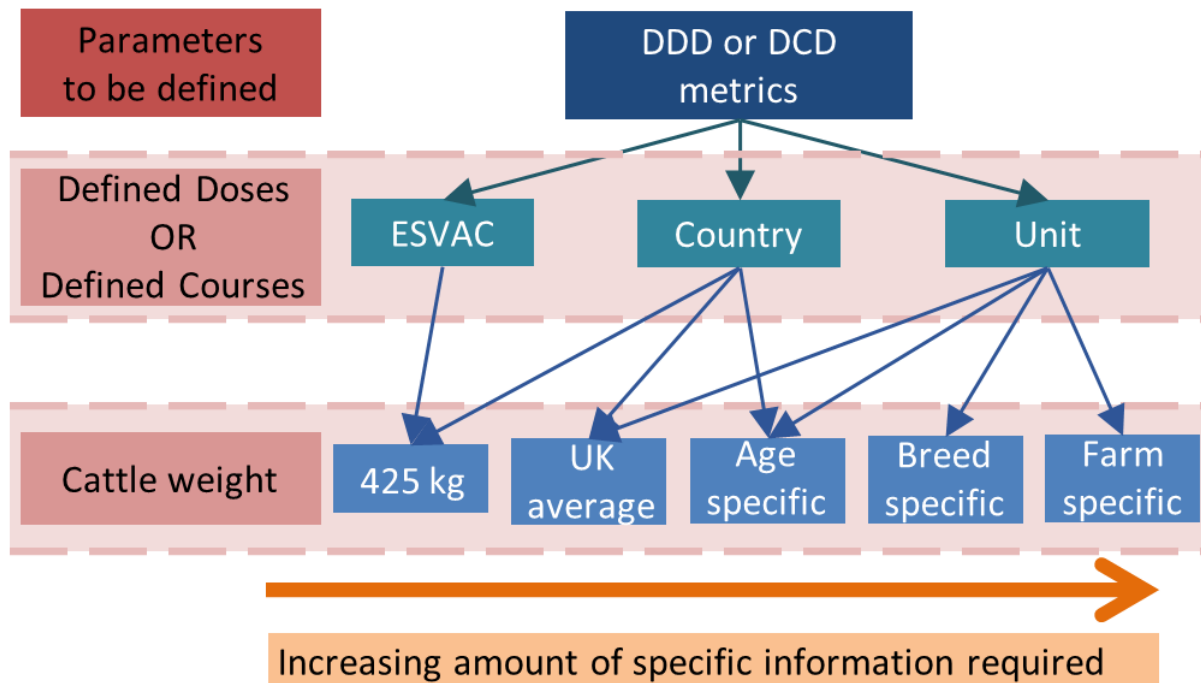 Parameters
to be defined
DDD or DCD
metrics
Defined Doses
OR
Defined Courses
ESVAC
Country
Unit
Cattle weight
425 kg
UK
average
Age
specific
Breed
specific
Farm
specific
Increasing amount of specific information required